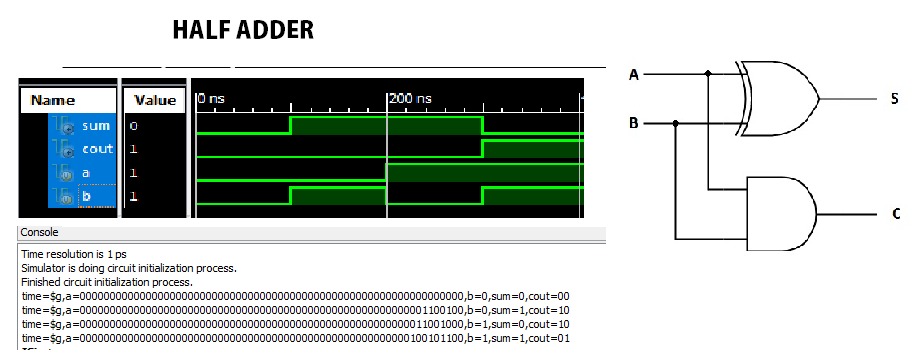 HALF ADDER
Name Value 0 ns 200 ns
sum 0
cout 1
a 1
b 1
A
B
S
C
Console
Time resolution is 1 ps
Simulator is doing circuit initialization process.
Finished circuit initialization process.
time=$g,a=0000000000000000000000000000000000000000000000000000000000000000,b=0,sum=0,cout=00
time=$g,a=0000000000000000000000000000000000000000000000000000000001100100,b=0,sum=1,cout=10
time=$g,a=0000000000000000000000000000000000000000000000000000000011001000,b=1,sum=0,cout=10
time=$g,a=0000000000000000000000000000000000000000000000000000000100101100,b=1,sum=1,cout=01